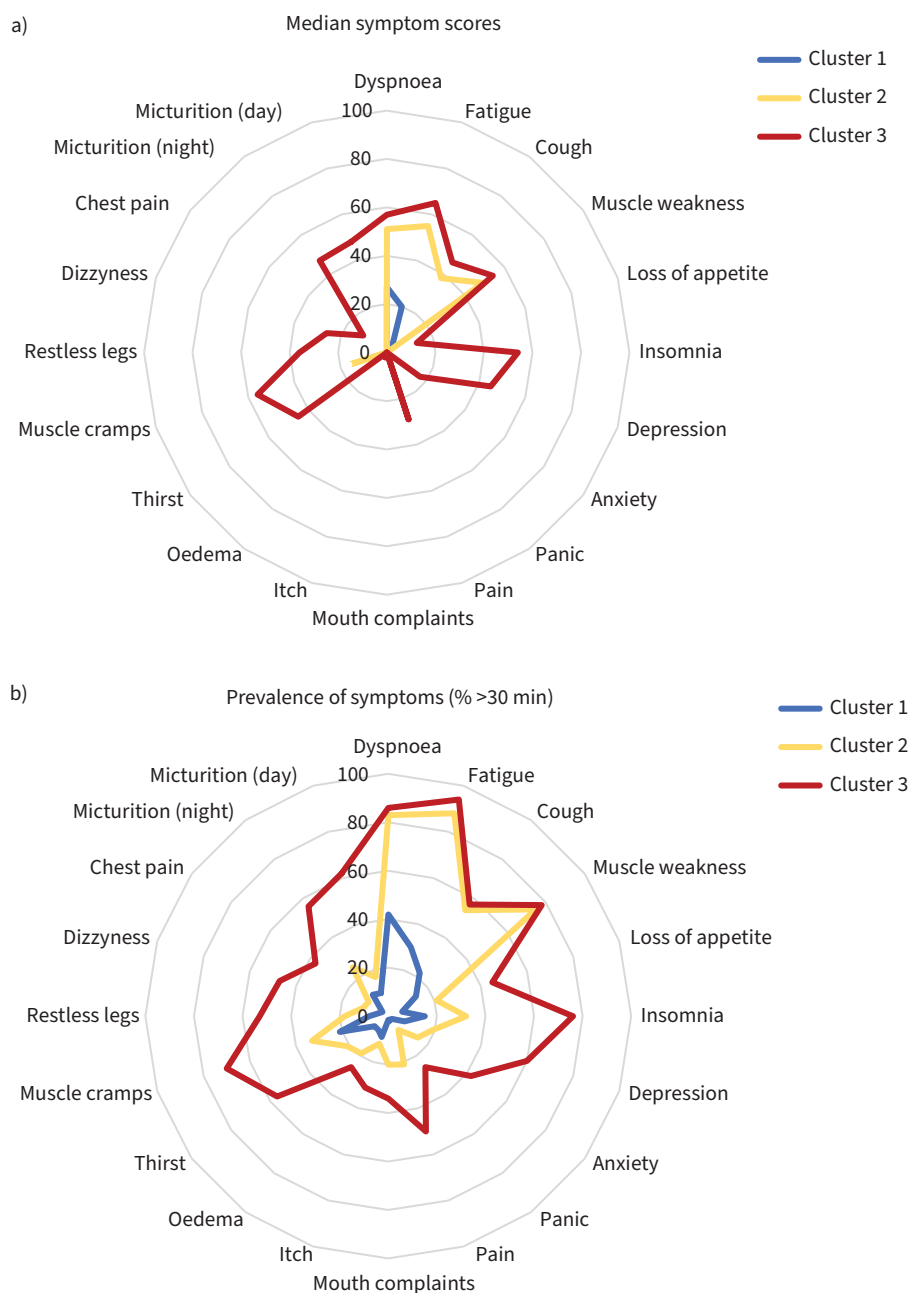 a)
Median symptom scores
Cluster 1
Cluster 2
Cluster 3
Dyspnoea
Fatigue
Cough
Muscle weakness
Loss of appetite
Insomnia
Depression
Anxiety
Panic
Pain
Mouth complaints
Itch
Oedema
Thirst
Muscle cramps
Restless legs
Dizzyness
Chest pain
Micturition (night)
Micturition (day)
100
80
60
40
20
0
b)
Prevalence of symptoms (% >30 min)
Cluster 1
Cluster 2
Cluster 3
Dyspnoea
Fatigue
Cough
Muscle weakness
Loss of appetite
Insomnia
Depression
Anxiety
Panic
Pain
Mouth complaints
Itch
Oedema
Thirst
Muscle cramps
Restless legs
Dizzyness
Chest pain
Micturition (night)
Micturition (day)
100
80
60
40
20
0